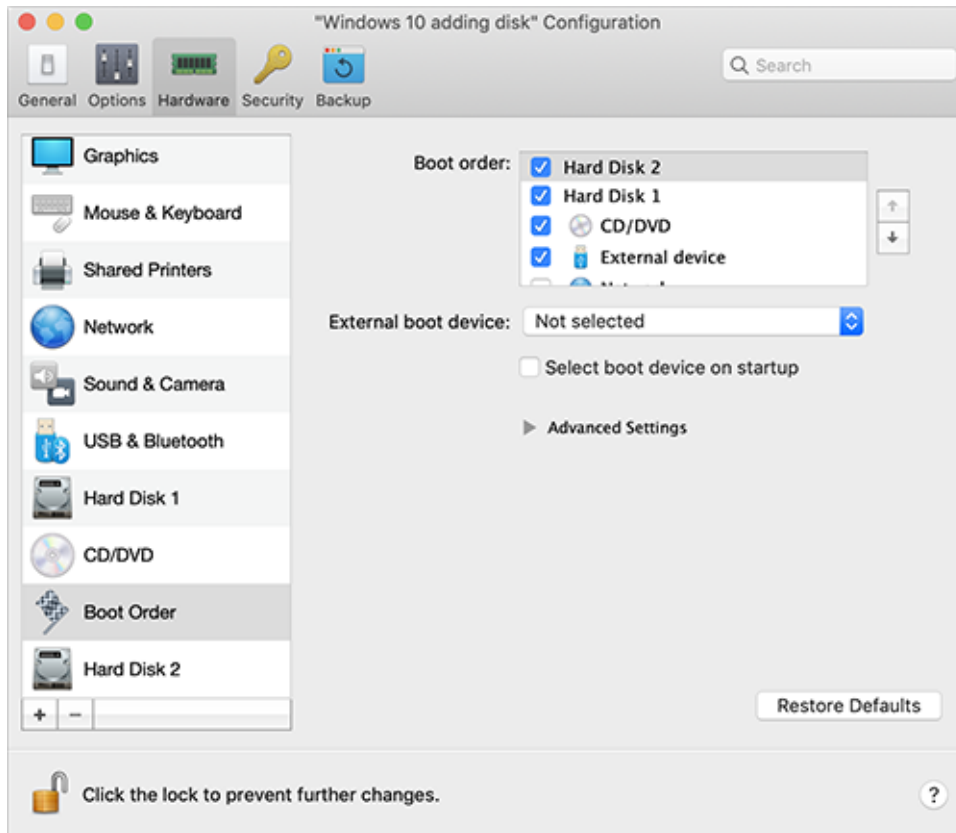 "Windows 10 adding disk" Configuration
General Options Hardware Security Backup
Search
Graphics
Mouse & Keyboard
Shared Printers
Network
Sound & Camera
USB & Bluetooth
Hard Disk 1
CD/DVD
Boot Order
Hard Disk 2
+ −
Boot order:
Hard Disk 2
Hard Disk 1
CD/DVD
External device
External boot device: Not selected
Select boot device on startup
Advanced Settings
Restore Defaults
Click the lock to prevent further changes.
?